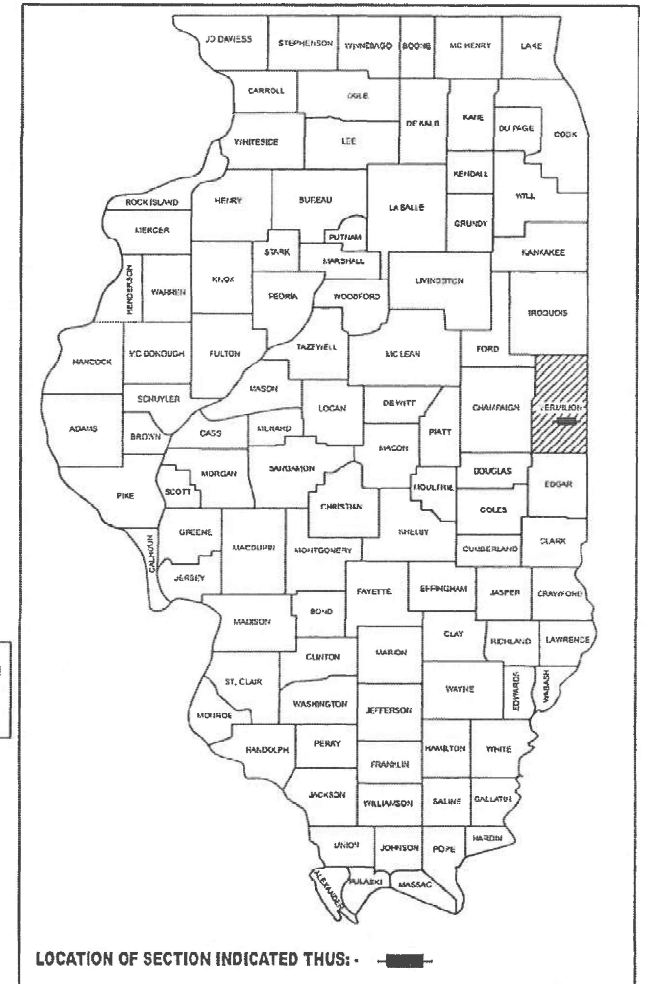 JO DAVIESS STEPHENSON WINNEBAGO BOONE MC HENRY LAKE
CARROLL OGLE
DE KALB KANE DU PAGE COOK
WHITESIDE LEE
KENDALL
ROCK ISLAND HENRY BUREAU LA SALLE WILL
GRUNDY
MERCER PUTNAM
STARK MARSHALL KANKAKEE
HENDERSON WARREN KNOX PEORIA WOODFORD LIVINGSTON
IROQUOIS
HANCOCK MC DONOUGH FULTON TAZEWELL MC LEAN FORD
MASON
SCHUYLER LOGAN DE WITT CHAMPAIGN VERMILION
ADAMS BROWN CASS MENARD MACON PIATT
PIKE SCOTT MORGAN SANGAMON DOUGLAS EDGAR
MOULTRIE
CHRISTIAN COLES
GREENE MACOUPIN MONTGOMERY SHELBY CUMBERLAND CLARK
CALHOUN JERSEY
FAYETTE EFFINGHAM JASPER CRAWFORD
MADISON BOND
CLAY RICHLAND LAWRENCE
CLINTON MARION
ST. CLAIR WAYNE EDWARDS WABASH
MONROE WASHINGTON JEFFERSON
RANDOLPH PERRY HAMILTON WHITE
FRANKLIN
JACKSON WILLIAMSON SALINE GALLATIN
UNION JOHNSON POPE HARDIN
ALEXANDER PULASKI MASSAC
LOCATION OF SECTION INDICATED THUS: -